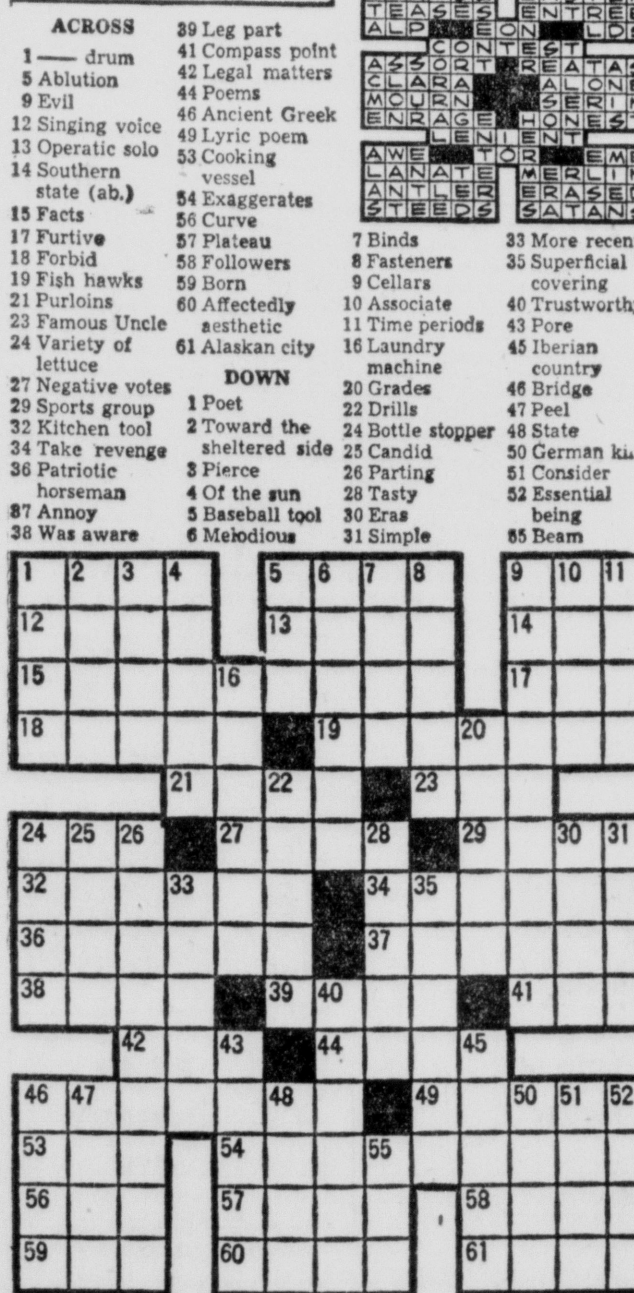 TEASES ENTRE
ALP EON LDS
CONTEST
ASSORT REATAS
CLARA ALONE
MOURN SERI
ENRAGE HONEST
LENIENT
AWE TOR EME
LANATE MERLI
ANTLER ERASE
STEEDS SATANS
ACROSS
1 —— drum
5 Ablution
9 Evil
12 Singing voice
13 Operatic solo
14 Southern
state (ab.)
15 Facts
17 Furtive
18 Forbid
19 Fish hawks
21 Purloins
23 Famous Uncle
24 Variety of
lettuce
27 Negative votes
29 Sports group
32 Kitchen tool
34 Take revenge
36 Patriotic
horseman
37 Annoy
38 Was aware
39 Leg part
41 Compass point
42 Legal matters
44 Poems
46 Ancient Greek
49 Lyric poem
53 Cooking
vessel
54 Exaggerates
56 Curve
57 Plateau
58 Followers
59 Born
60 Affectedly
aesthetic
61 Alaskan city
DOWN
1 Poet
2 Toward the
sheltered side
3 Pierce
4 Of the sun
5 Baseball tool
6 Melodious
7 Binds
8 Fasteners
9 Cellars
10 Associate
11 Time periods
16 Laundry
machine
20 Grades
22 Drills
24 Bottle stopper
25 Candid
26 Parting
28 Tasty
30 Eras
31 Simple
33 More recen
35 Superficial
covering
40 Trustworth
43 Pore
45 Iberian
country
46 Bridge
47 Peel
48 State
50 German
51 Consider
52 Essential
being
55 Beam
1 2 3 4 5 6 7 8 9 10 11
12 13 14
15 16 17
18 19 20
21 22 23
24 25 26 27 28 29 30 31
32 33 34 35
36 37
38 39 40 41
42 43 44 45
46 47 48 49 50 51 52
53 54 55
56 57 58
59 60 61